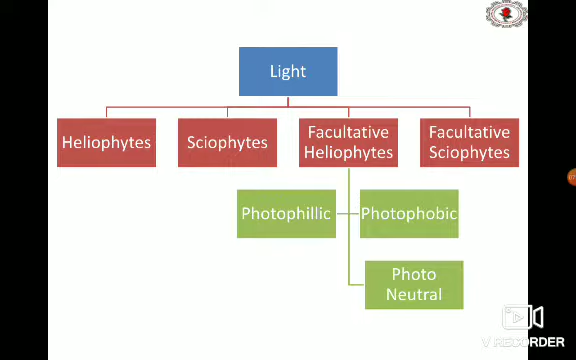 Light
Heliophytes
Sciophytes
Facultative
Heliophytes
Facultative
Sciophytes
Photophillic
Photophobic
Photo
Neutral
V RECORDER